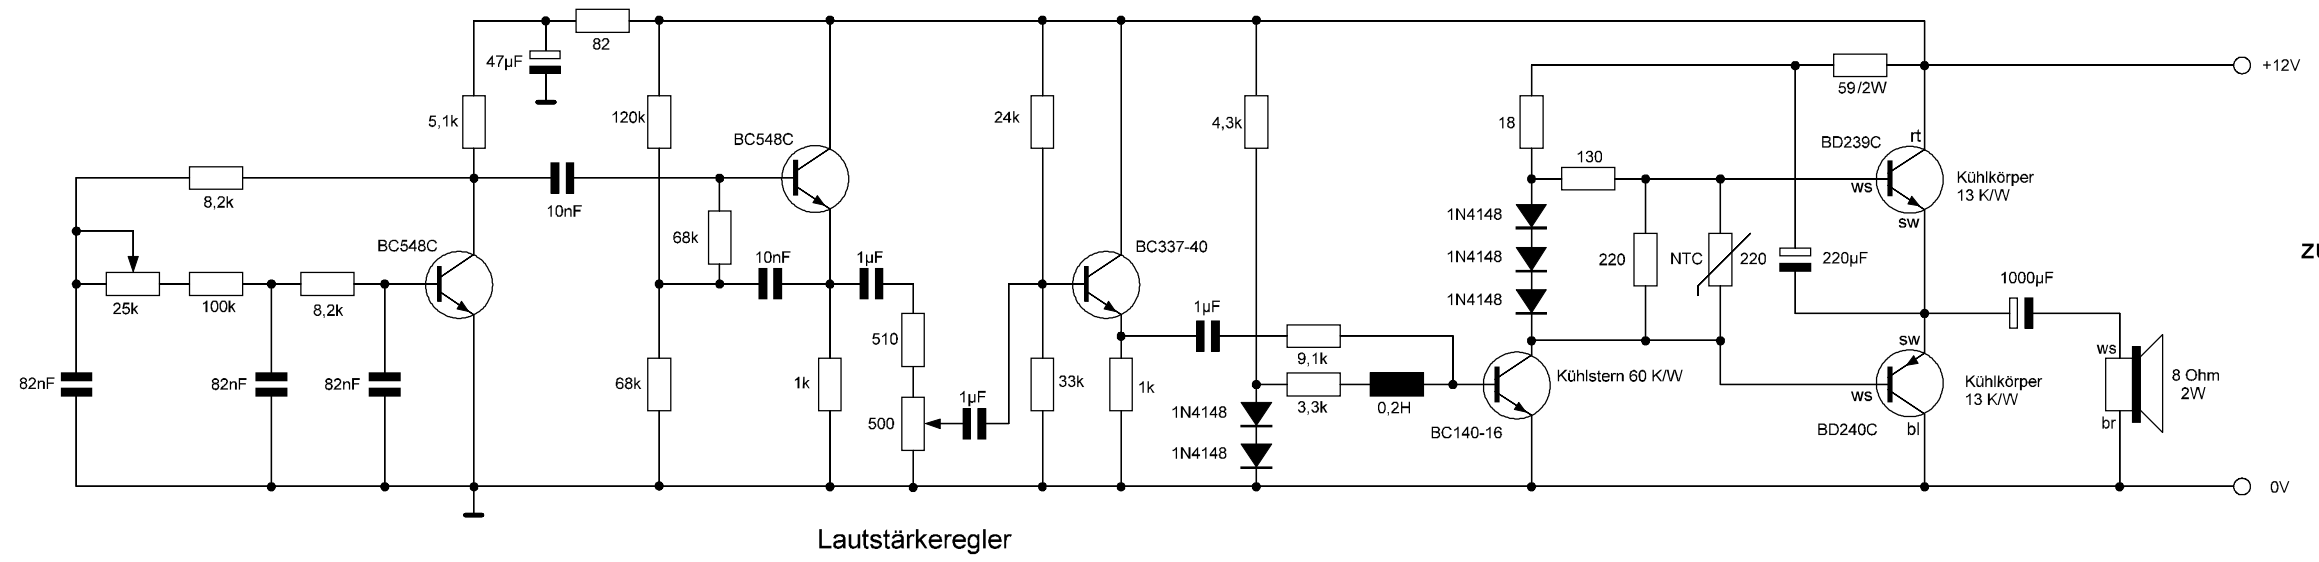 82
47µF
+12V
59/2W
5,1k
120k
24k
4,3k
18
BC548C
BD239C
rt
130
Kühlkörper
13 K/W
ws
8,2k
10nF
1N4148
sw
68k
BC548C
BC337-40
1N4148
10nF
1µF
220
NTC
220
220µF
1000µF
25k
100k
8,2k
1N4148
1µF
510
sw
ws
9,1k
82nF
82nF
82nF
68k
1k
33k
1k
Kühlstern 60 K/W
Kühlkörper
13 K/W
8 Ohm
2W
ws
1µF
3,3k
0,2H
1N4148
500
br
BC140-16
BD240C
bl
1N4148
0V
Lautstärkeregler